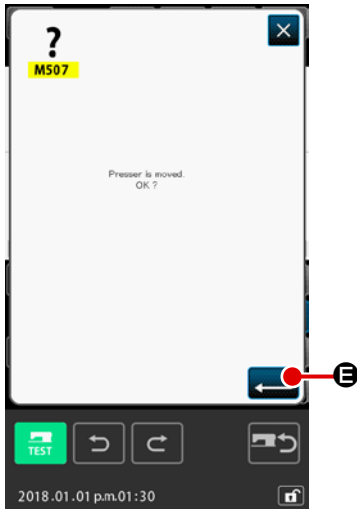 ?
M507
Presser is moved.
OK ?
E
TEST
2018.01.01 p.m.01:30